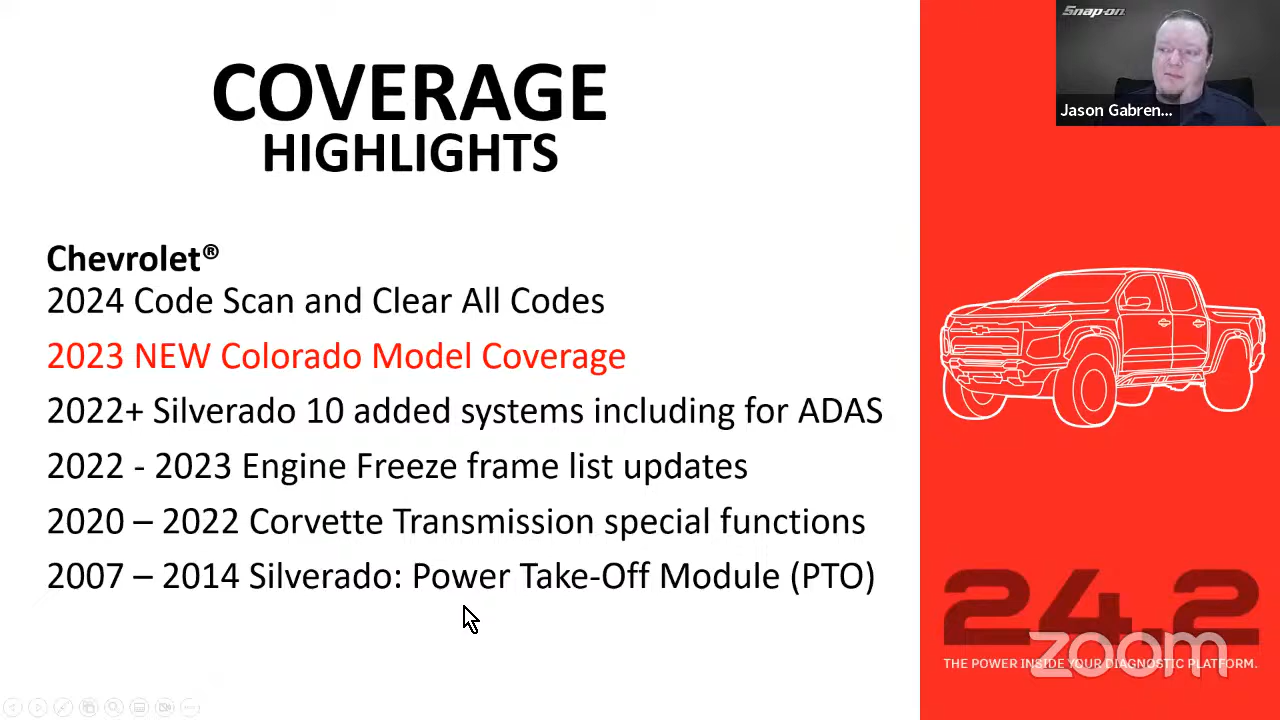 COVERAGE
HIGHLIGHTS
Chevrolet®
2024 Code Scan and Clear All Codes
2023 NEW Colorado Model Coverage
2022+ Silverado 10 added systems including for ADAS
2022 - 2023 Engine Freeze frame list updates
2020 – 2022 Corvette Transmission special functions
2007 – 2014 Silverado: Power Take-Off Module (PTO)
Snap-on
Jason Gabren...
24.2
zoom
THE POWER INSIDE YOUR DIAGNOSTIC PLATFORM.